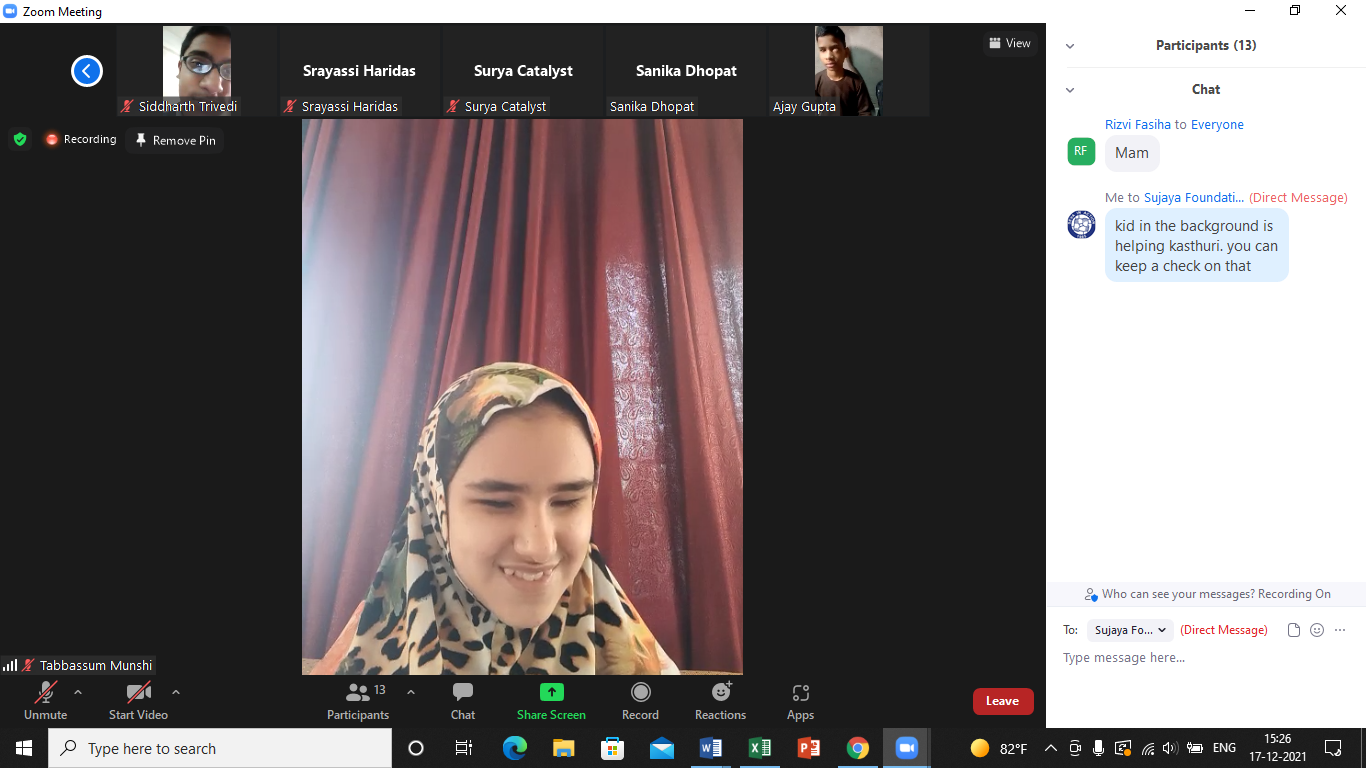 Zoom Meeting
Srayassi Haridas
Surya Catalyst
Sanika Dhopat
View
Siddharth Trivedi
Srayassi Haridas
Surya Catalyst
Sanika Dhopat
Ajay Gupta
Recording
Remove Pin
Tabbassum Munshi
Participants (13)
Chat
Rizvi Fasiha to Everyone
RF
Mam
Me to Sujaya Foundati... (Direct Message)
kid in the background is
helping kasthuri. you can
keep a check on that
Who can see your messages? Recording On
To: Sujaya Fo... (Direct Message)
Type message here...
Unmute
Start Video
13
Participants
Chat
Share Screen
Record
Reactions
Apps
Leave
Type here to search
82°F
ENG
15:26
17-12-2021